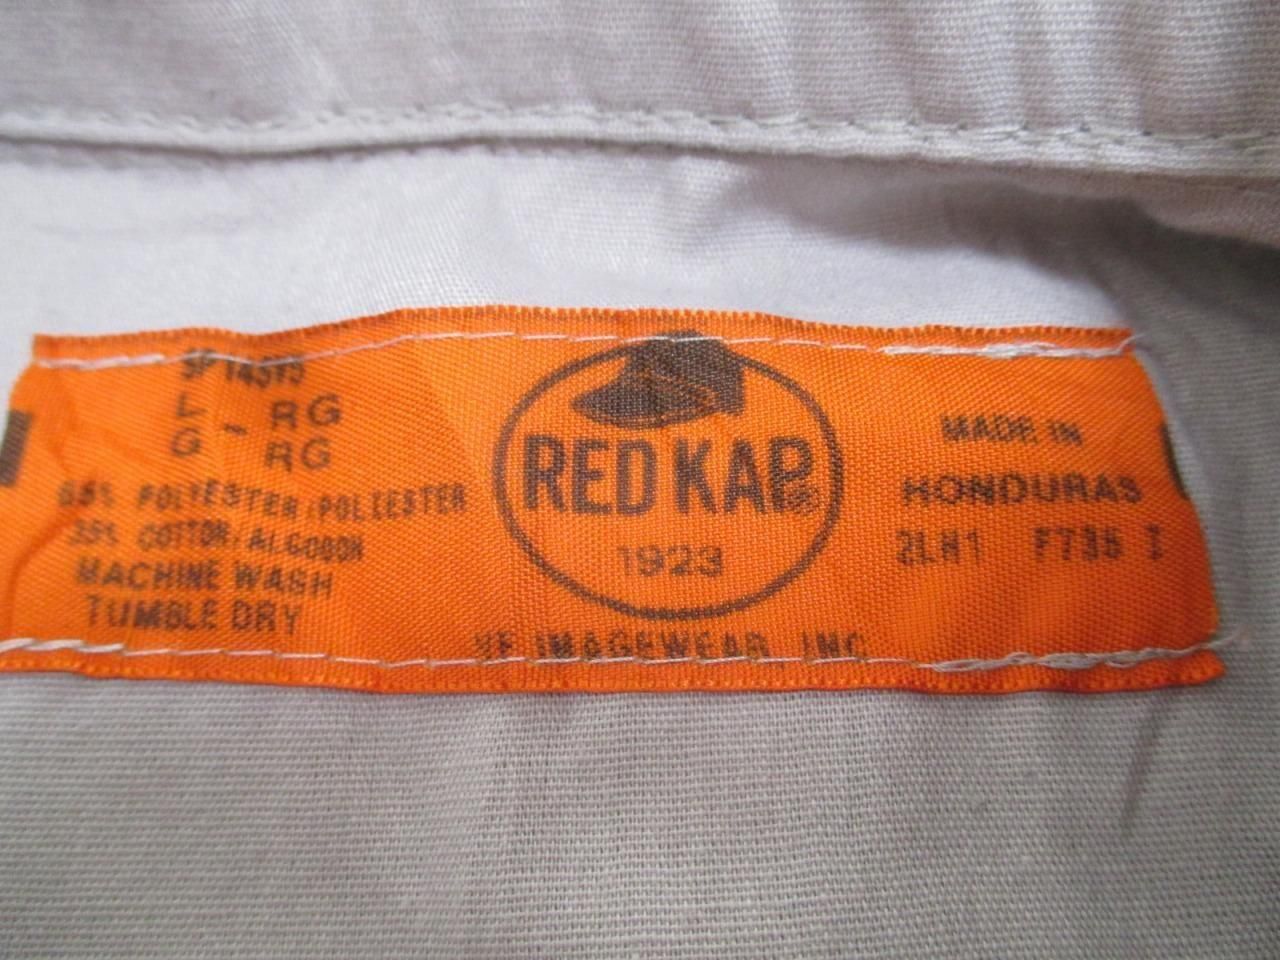 L - RG
G RG
65% POLYESTER/POLIESTER
35% COTTON/ALGODON
MACHINE WASH
TUMBLE DRY
RED KAP®
1923
VF IMAGEWEAR, INC
MADE IN
HONDURAS
2LH1 F735 I